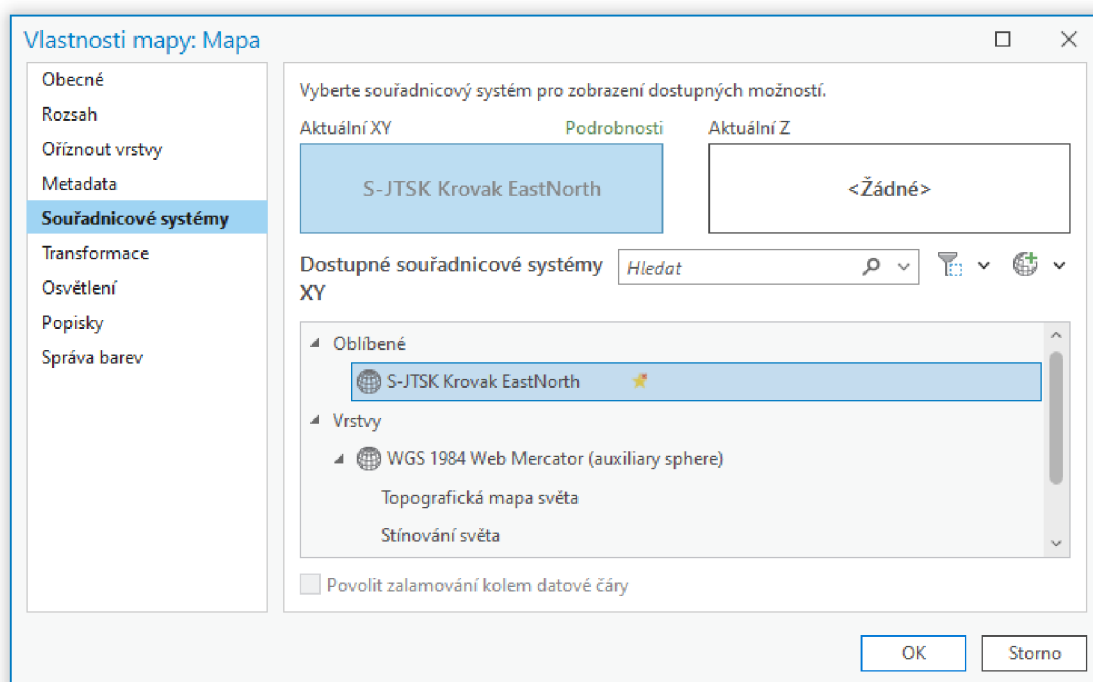 Vlastnosti mapy: Mapa
Obecné
Rozsah
Oříznout vrstvy
Metadata
Souřadnicové systémy
Transformace
Osvětlení
Popisky
Správa barev
Vyberte souřadnicový systém pro zobrazení dostupných možností.
Aktuální XY
Podrobnosti
Aktuální Z
S-JTSK Krovak EastNorth
<Žádné>
Dostupné souřadnicové systémy
XY
Hledat
Oblíbené
S-JTSK Krovak EastNorth
Vrstvy
WGS 1984 Web Mercator (auxiliary sphere)
Topografická mapa světa
Stínování světa
Povolit zalamování kolem datové čáry
OK
Storno